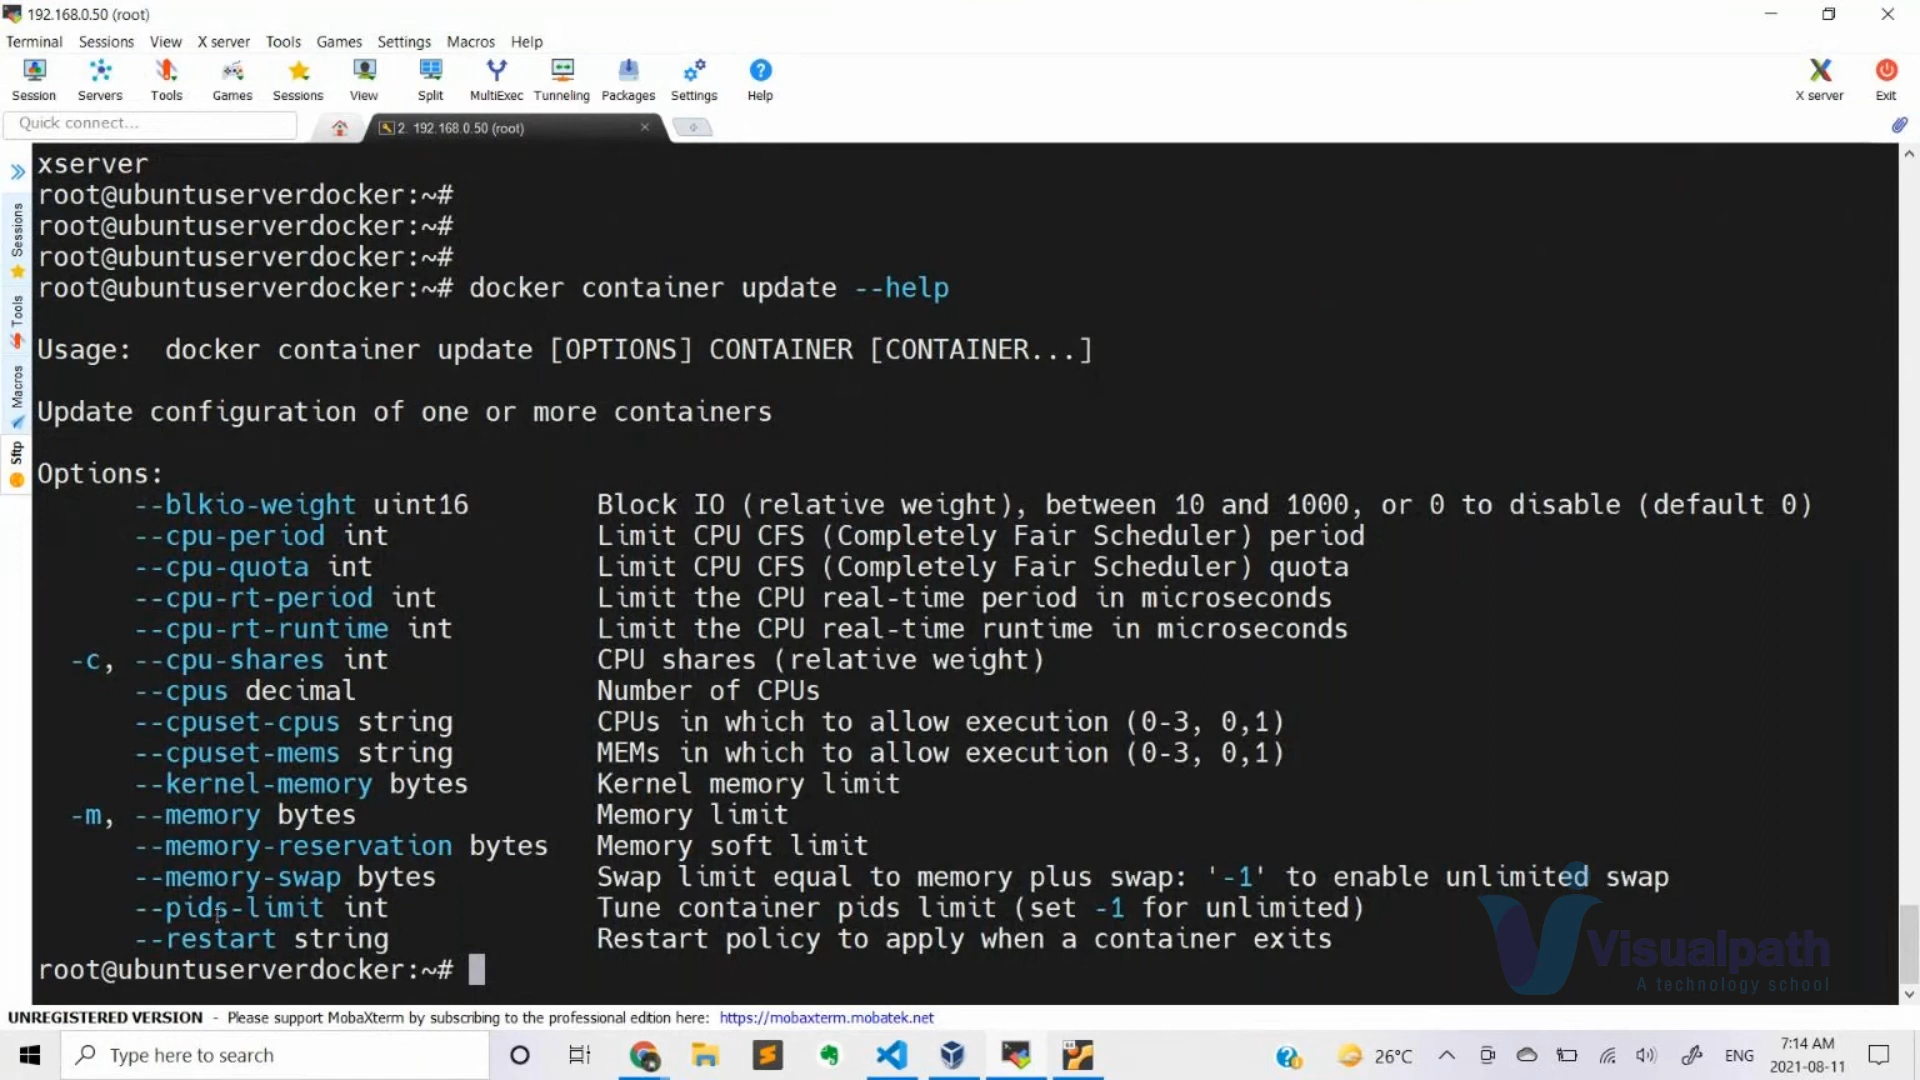 192.168.0.50 (root)
Terminal Sessions View X server Tools Games Settings Macros Help
Session Servers Tools Games Sessions View Split MultiExec Tunneling Packages Settings Help X server Exit
Quick connect... 2. 192.168.0.50 (root)
Sessions
Tools
Macros
Sftp
xserver
root@ubuntuserverdocker:~#
root@ubuntuserverdocker:~#
root@ubuntuserverdocker:~#
root@ubuntuserverdocker:~# docker container update --help
Usage:  docker container update [OPTIONS] CONTAINER [CONTAINER...]
Update configuration of one or more containers
Options:
--blkio-weight uint16 Block IO (relative weight), between 10 and 1000, or 0 to disable (default 0)
--cpu-period int Limit CPU CFS (Completely Fair Scheduler) period
--cpu-quota int Limit CPU CFS (Completely Fair Scheduler) quota
--cpu-rt-period int Limit the CPU real-time period in microseconds
--cpu-rt-runtime int Limit the CPU real-time runtime in microseconds
-c, --cpu-shares int CPU shares (relative weight)
--cpus decimal Number of CPUs
--cpuset-cpus string CPUs in which to allow execution (0-3, 0,1)
--cpuset-mems string MEMs in which to allow execution (0-3, 0,1)
--kernel-memory bytes Kernel memory limit
-m, --memory bytes Memory limit
--memory-reservation bytes Memory soft limit
--memory-swap bytes Swap limit equal to memory plus swap: '-1' to enable unlimited swap
--pids-limit int Tune container pids limit (set -1 for unlimited)
--restart string Restart policy to apply when a container exits
root@ubuntuserverdocker:~#
Visualpath
A technology school
UNREGISTERED VERSION - Please support MobaXterm by subscribing to the professional edition here: https://mobaxterm.mobatek.net
Type here to search 26°C ENG 7:14 AM
2021-08-11